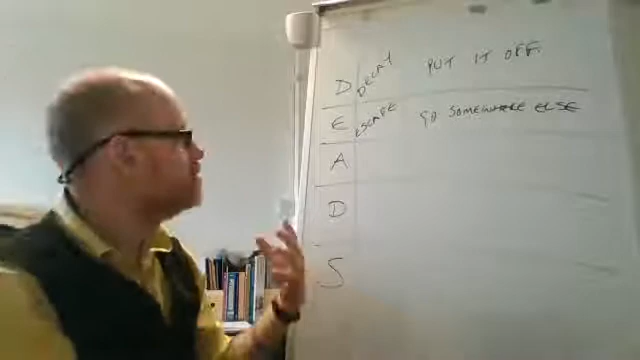 D DELAY PUT IT OFF
E ESCAPE GO SOMEWHERE ELSE
A
D
S